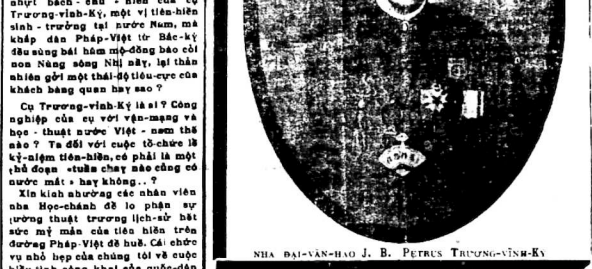 nhựt bách-chu niên của cụ
Trương-vĩnh-Ký, một vị tiên-hiền
sinh-trưởng tại nước Nam, mà
khắp dân Pháp-Việt từ Bắc-kỳ
đều sùng bái hâm mộ đồng bào cỏi
non Nùng sông Nhị nây, lại thản
nhiên gởi một thái-độ tiêu-cực của
khách bàng quan hay sao ?
Cụ Trương-vĩnh-Ký là ai ? Công
nghiệp của cụ với vận-mạng và
học-thuật nước Việt-nam thế
nào ? Ta đối với cuộc tổ-chức lễ
kỷ-niệm tiên-hiền, có phải là một
thủ đoạn «tuần chay nào cũng có
nước mắt» hay không.. ?
Xin kính nhường các nhân viên
nha Học-chánh để lo phận sự
tường thuật trương lịch-sử bất
sức mỹ mãn của tiên hiền trên
đường Pháp-Việt đề huề. Cái chức
vụ nhỏ hẹp của chúng tôi về cuộc
NHÀ ĐẠI-VĂN-HÀO J. B. PETRUS TRƯƠNG-VĨNH-KÝ